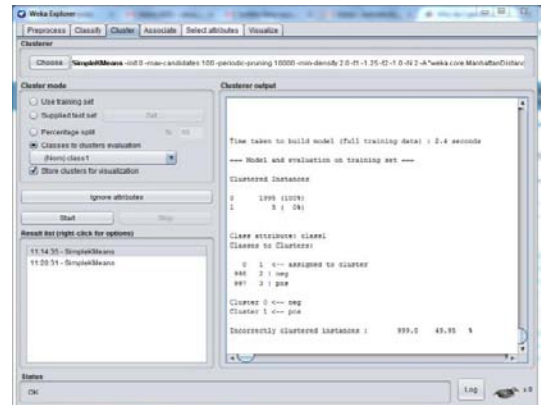 Weka Explorer
Preprocess Classify Cluster Associate Select attributes Visualize
Clusterer
Choose SimpleKMeans -init 0 -max-candidates 100 -periodic-pruning 10000 -min-density 2.0 -t1 -1.25 -t2 -1.0 -N 2 -A "weka.core.ManhattanDistanc
Cluster mode
Use training set
Supplied test set Set...
Percentage split %
Classes to clusters evaluation
(Nom) class1
Store clusters for visualization
Ignore attributes
Start Stop
Result list (right-click for options)
11:14:35 - SimpleKMeans
SimpleKMeans
Clusterer output
Time taken to build model (full training data) : 2.4 seconds
=== Model and evaluation on training set ===
Clustered Instances
0 1995 (100%)
1 5 ( 0%)
Class attribute: class1
Classes to Clusters:
0 1 <-- assigned to cluster
998 2 | neg
997 3 | pos
Cluster 0 <-- neg
Cluster 1 <-- pos
Incorrectly clustered instances : 999.0 49.95 %
Status
OK
Log
x 0